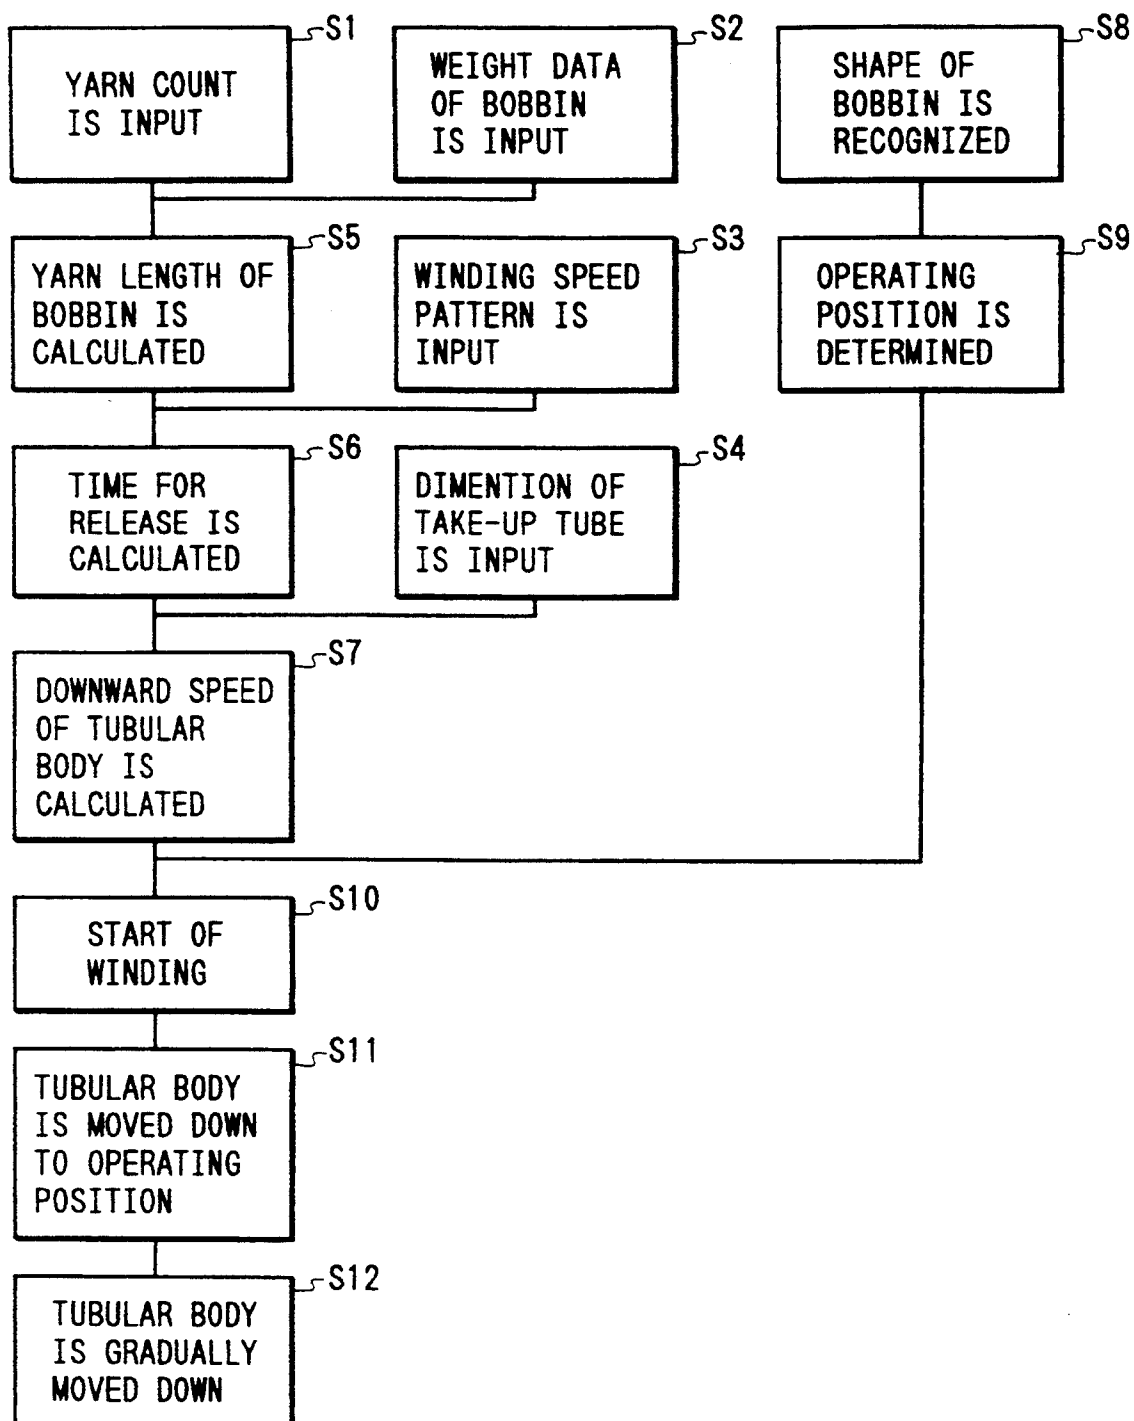 S1
YARN COUNT
IS INPUT
S2
WEIGHT DATA
OF BOBBIN
IS INPUT
S8
SHAPE OF
BOBBIN IS
RECOGNIZED
S5
YARN LENGTH OF
BOBBIN IS
CALCULATED
S3
WINDING SPEED
PATTERN IS
INPUT
S9
OPERATING
POSITION IS
DETERMINED
S6
TIME FOR
RELEASE IS
CALCULATED
S4
DIMENTION OF
TAKE-UP TUBE
IS INPUT
S7
DOWNWARD SPEED
OF TUBULAR
BODY IS
CALCULATED
S10
START OF
WINDING
S11
TUBULAR BODY
IS MOVED DOWN
TO OPERATING
POSITION
S12
TUBULAR BODY
IS GRADUALLY
MOVED DOWN